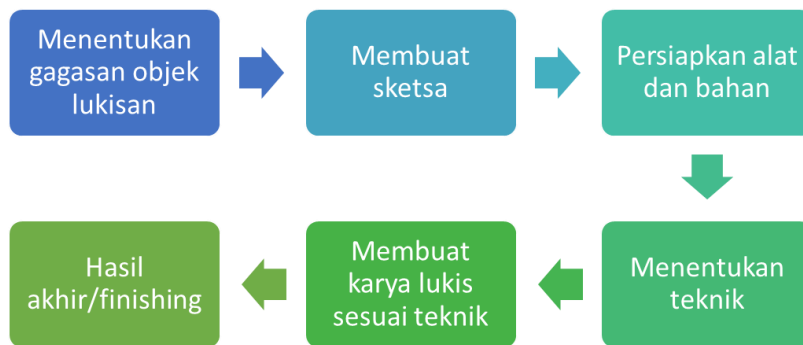 Menentukan
gagasan objek
lukisan
Membuat
sketsa
Persiapkan alat
dan bahan
Menentukan
teknik
Membuat
karya lukis
sesuai teknik
Hasil
akhir/finishing